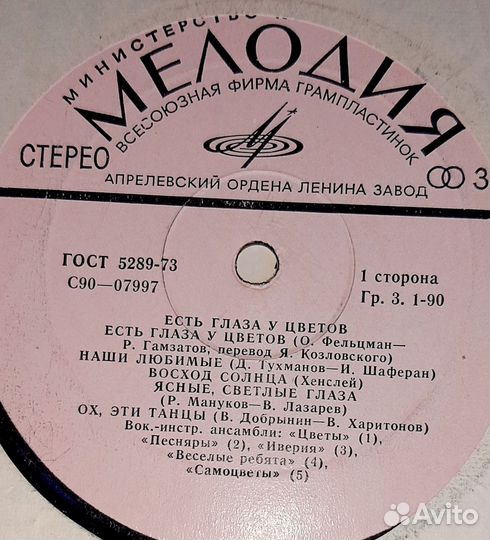 МИНИСТЕРСТВО
МЕЛОДИЯ
ВСЕСОЮЗНАЯ ФИРМА ГРАМПЛАСТИНОК
СТЕРЕО
АПРЕЛЕВСКИЙ ОРДЕНА ЛЕНИНА ЗАВОД
3
ГОСТ 5289-73
С90—07997
1 сторона
Гр. 3. 1-90
ЕСТЬ ГЛАЗА У ЦВЕТОВ
ЕСТЬ ГЛАЗА У ЦВЕТОВ (О. Фельцман—
Р. Гамзатов, перевод Я. Козловского)
НАШИ ЛЮБИМЫЕ (Д. Тухманов—И. Шаферан)
ВОСХОД СОЛНЦА (Хенслей)
ЯСНЫЕ, СВЕТЛЫЕ ГЛАЗА
(Р. Мануков—В. Лазарев)
ОХ, ЭТИ ТАНЦЫ (В. Добрынин—В. Харитонов)
Вок.-инстр. ансамбли: «Цветы» (1),
«Песняры» (2), «Иверия» (3),
«Веселые ребята» (4),
«Самоцветы» (5)
Avito